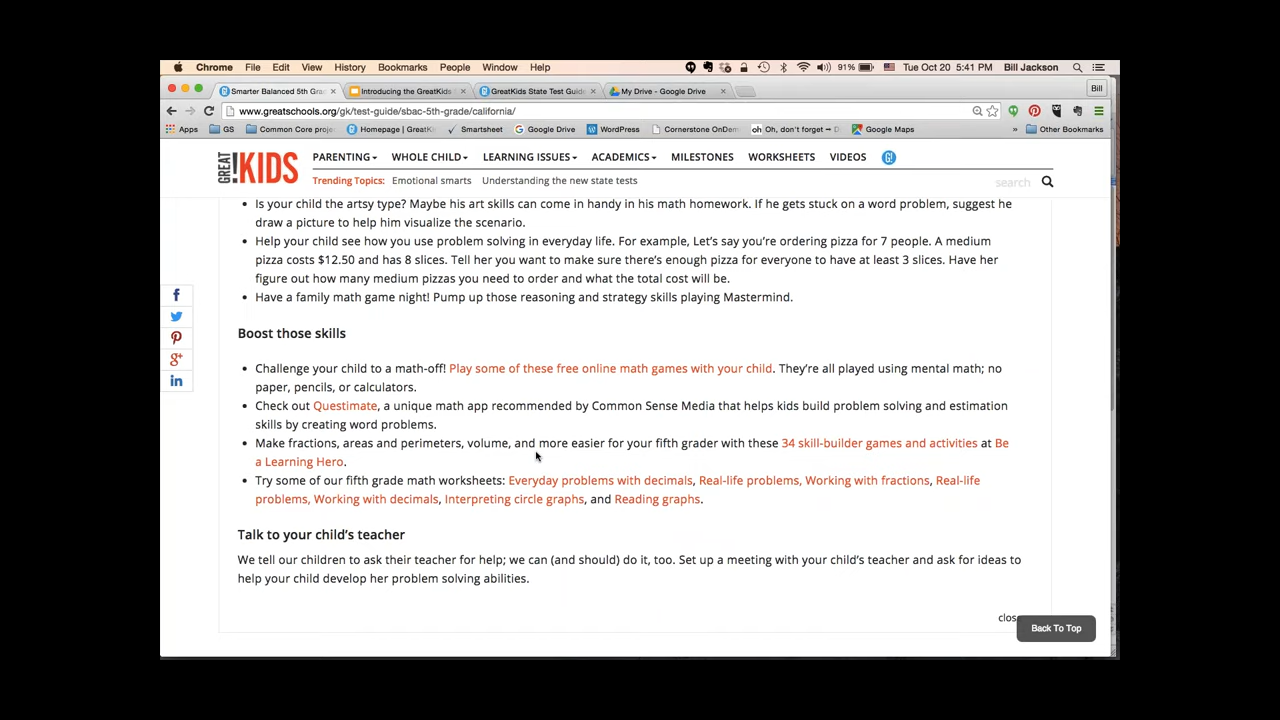 Chrome File Edit View History Bookmarks People Window Help 91% Tue Oct 20 5:41 PM Bill Jackson
Smarter Balanced 5th Gra Introducing the GreatKids GreatKids State Test Guide My Drive - Google Drive Bill
www.greatschools.org/gk/test-guide/sbac-5th-grade/california/
Apps GS Common Core proj Homepage | GreatKi Smartsheet Google Drive WordPress Cornerstone OnDem Oh, don't forget — D Google Maps » Other Bookmarks
GREAT!KIDS PARENTING WHOLE CHILD LEARNING ISSUES ACADEMICS MILESTONES WORKSHEETS VIDEOS G!
Trending Topics: Emotional smarts Understanding the new state tests search
• Is your child the artsy type? Maybe his art skills can come in handy in his math homework. If he gets stuck on a word problem, suggest he
draw a picture to help him visualize the scenario.
• Help your child see how you use problem solving in everyday life. For example, Let's say you're ordering pizza for 7 people. A medium
pizza costs $12.50 and has 8 slices. Tell her you want to make sure there's enough pizza for everyone to have at least 3 slices. Have her
figure out how many medium pizzas you need to order and what the total cost will be.
• Have a family math game night! Pump up those reasoning and strategy skills playing Mastermind.
Boost those skills
• Challenge your child to a math-off! Play some of these free online math games with your child. They're all played using mental math; no
paper, pencils, or calculators.
• Check out Questimate, a unique math app recommended by Common Sense Media that helps kids build problem solving and estimation
skills by creating word problems.
• Make fractions, areas and perimeters, volume, and more easier for your fifth grader with these 34 skill-builder games and activities at Be
a Learning Hero.
• Try some of our fifth grade math worksheets: Everyday problems with decimals, Real-life problems, Working with fractions, Real-life
problems, Working with decimals, Interpreting circle graphs, and Reading graphs.
Talk to your child's teacher
We tell our children to ask their teacher for help; we can (and should) do it, too. Set up a meeting with your child's teacher and ask for ideas to
help your child develop her problem solving abilities.
clos
Back To Top